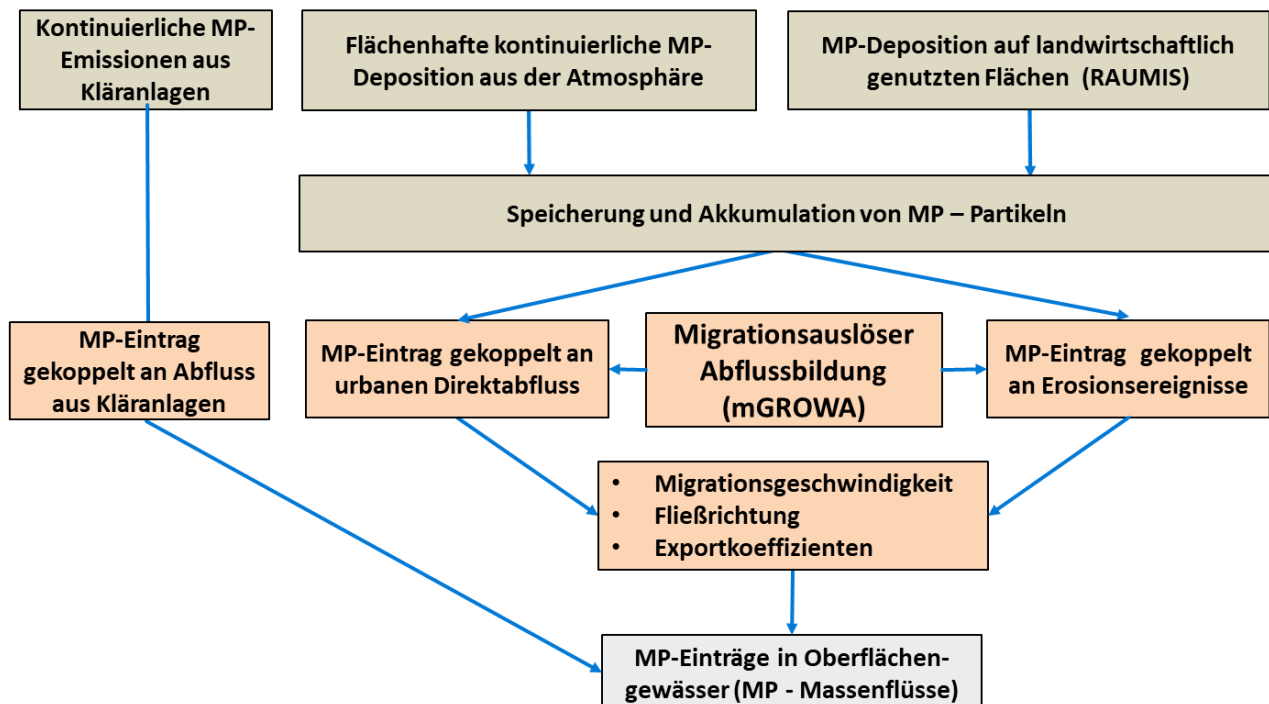 Kontinuierliche MP-
Emissionen aus
Kläranlagen
Flächenhafte kontinuierliche MP-
Deposition aus der Atmosphäre
MP-Deposition auf landwirtschaftlich
genutzten Flächen (RAUMIS)
Speicherung und Akkumulation von MP – Partikeln
MP-Eintrag
gekoppelt an Abfluss
aus Kläranlagen
MP-Eintrag gekoppelt an
urbanen Direktabfluss
Migrationsauslöser
Abflussbildung
(mGROWA)
MP-Eintrag gekoppelt
an Erosionsereignisse
• Migrationsgeschwindigkeit
• Fließrichtung
• Exportkoeffizienten
MP-Einträge in Oberflächen-
gewässer (MP - Massenflüsse)